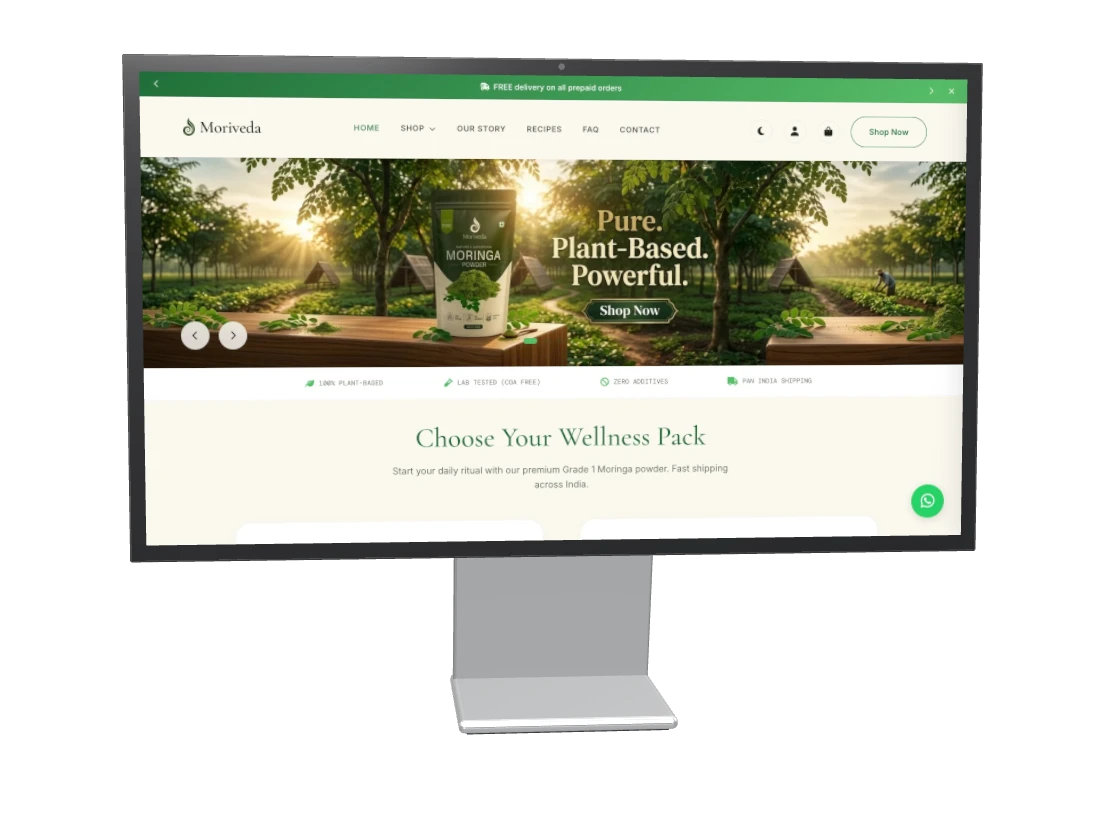 FREE delivery on all prepaid orders
Moriveda
HOME
SHOP
OUR STORY
RECIPES
FAQ
CONTACT
Shop Now
Moriveda
MORINGA
POWDER
Pure.
Plant-Based.
Powerful.
Shop Now
100% PLANT-BASED
LAB TESTED (COA FREE)
ZERO ADDITIVES
PAN INDIA SHIPPING
Choose Your Wellness Pack
Start your daily ritual with our premium Grade 1 Moringa powder. Fast shipping
across India.